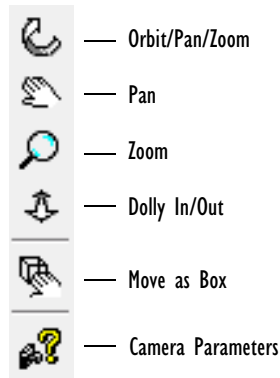 Orbit/Pan/Zoom
Pan
Zoom
Dolly In/Out
Move as Box
Camera Parameters